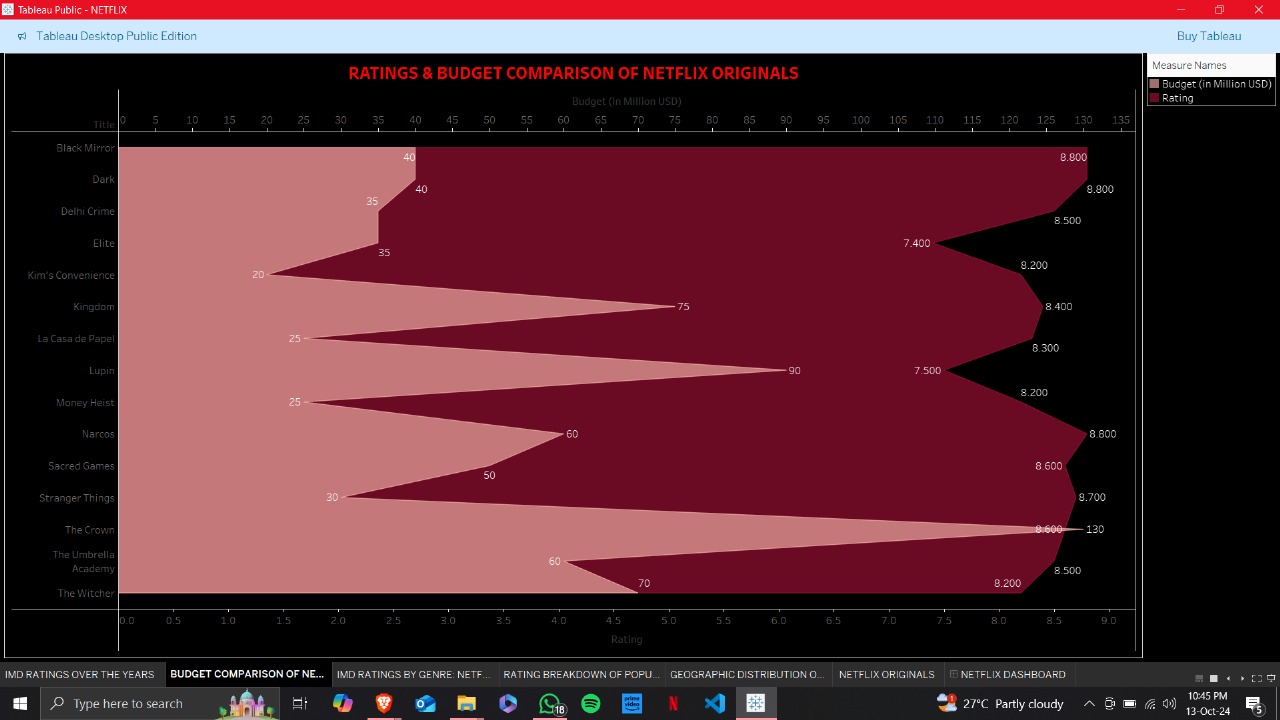 Tableau Public - NETFLIX
Tableau Desktop Public Edition Buy Tableau
RATINGS & BUDGET COMPARISON OF NETFLIX ORIGINALS
Measure Names
Budget (in Million USD)
Rating
Budget (in Million USD)
Title 0 5 10 15 20 25 30 35 40 45 50 55 60 65 70 75 80 85 90 95 100 105 110 115 120 125 130 135
Black Mirror 40 8.800
Dark 40 8.800
Delhi Crime 35 8.500
Elite 35 7.400
Kim's Convenience 20 8.200
Kingdom 75 8.400
La Casa de Papel 25 8.300
Lupin 90 7.500
Money Heist 25 8.200
Narcos 60 8.800
Sacred Games 50 8.600
Stranger Things 30 8.700
The Crown 8.600 130
The Umbrella
Academy 60 8.500
The Witcher 70 8.200
0.0 0.5 1.0 1.5 2.0 2.5 3.0 3.5 4.0 4.5 5.0 5.5 6.0 6.5 7.0 7.5 8.0 8.5 9.0
Rating
IMD RATINGS OVER THE YEARS BUDGET COMPARISON OF NE... IMD RATINGS BY GENRE: NETF... RATING BREAKDOWN OF POPU... GEOGRAPHIC DISTRIBUTION O... NETFLIX ORIGINALS NETFLIX DASHBOARD
Type here to search
prime video
N
18
1
27°C Partly cloudy
10:45 PM
13-Oct-24
5